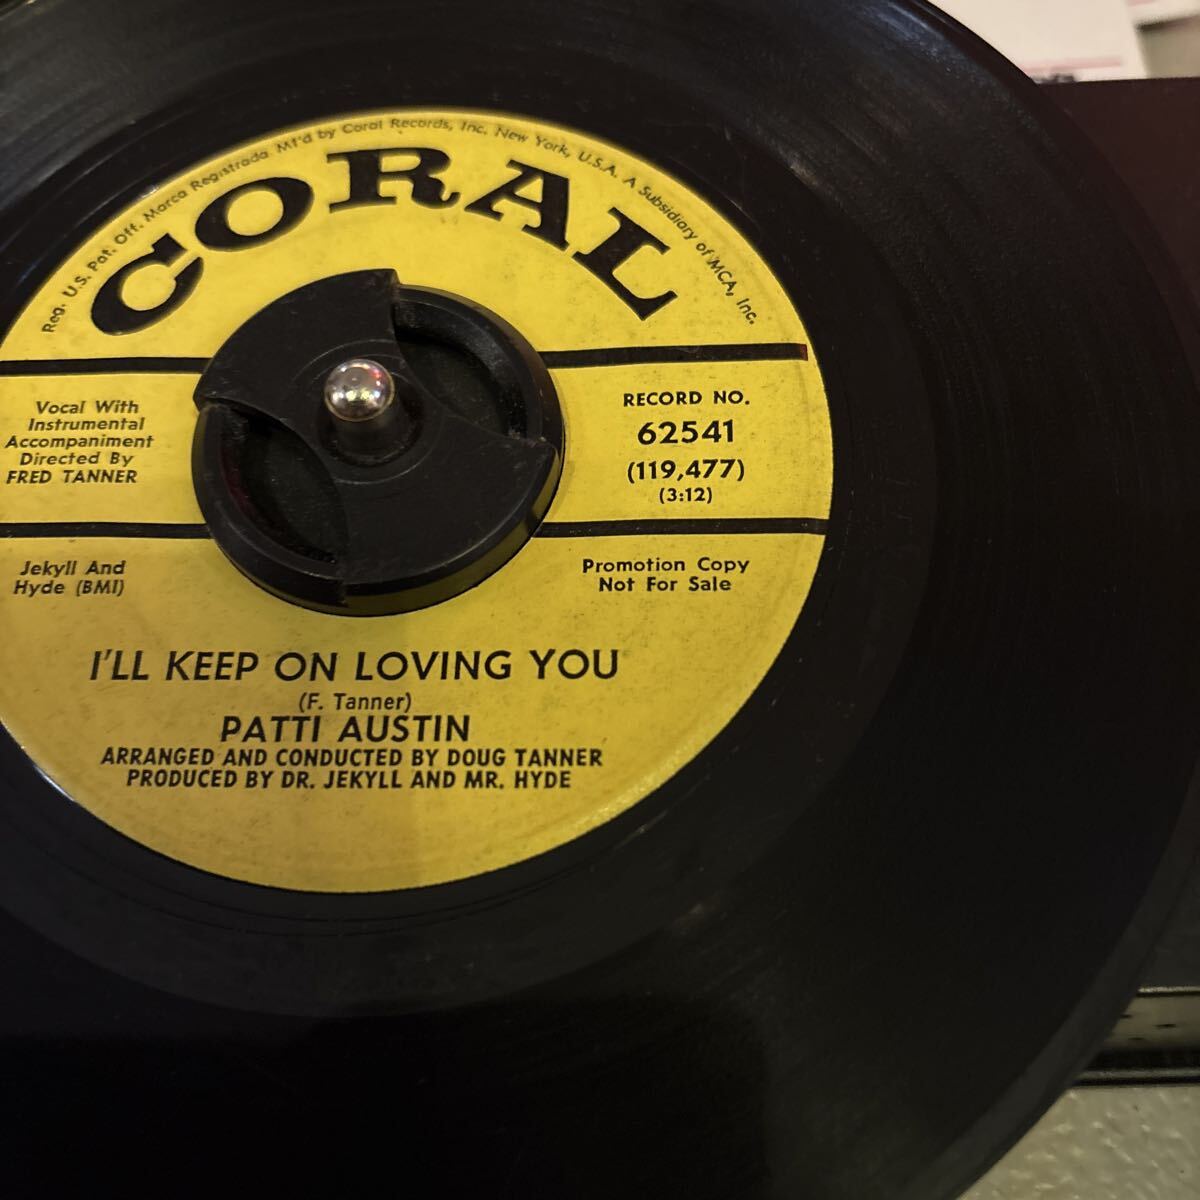 Reg. U.S. Pat. Off. Marca Registrada Mf'd by Coral Records, Inc. New York, U.S.A. A Subsidiary of MCA, Inc.
CORAL
Vocal With
Instrumental
Accompaniment
Directed By
FRED TANNER
RECORD NO.
62541
(119,477)
(3:12)
Jekyll And
Hyde (BMI)
Promotion Copy
Not For Sale
I'LL KEEP ON LOVING YOU
(F. Tanner)
PATTI AUSTIN
ARRANGED AND CONDUCTED BY DOUG TANNER
PRODUCED BY DR. JEKYLL AND MR. HYDE